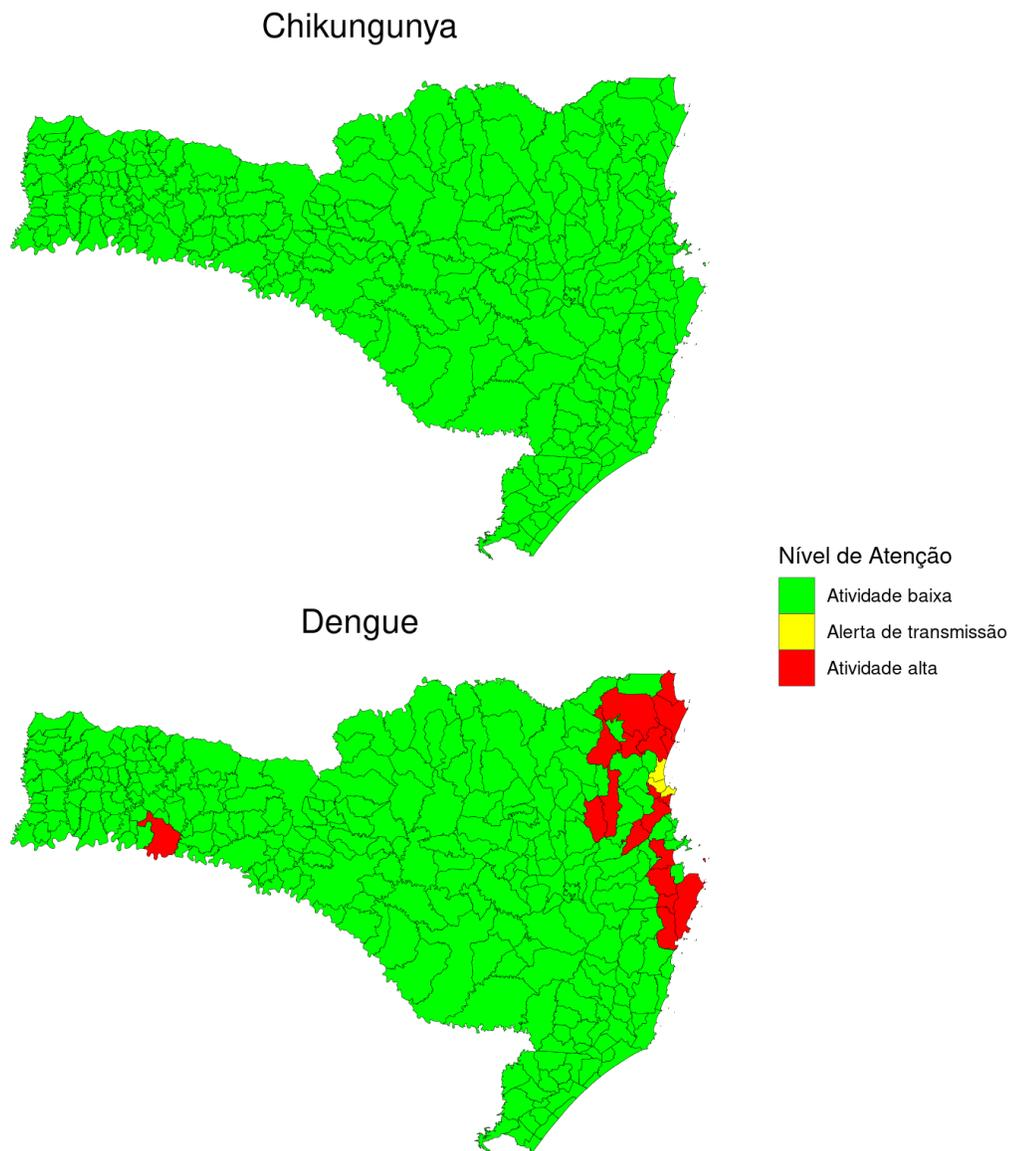 Chikungunya
Nível de Atenção
Atividade baixa
Alerta de transmissão
Atividade alta
Dengue